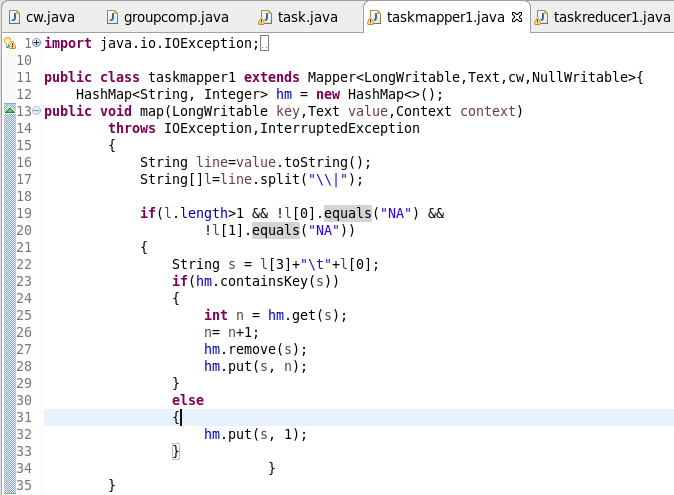 cw.java groupcomp.java task.java taskmapper1.java taskreducer1.java
1 import java.io.IOException;
10
11 public class taskmapper1 extends Mapper<LongWritable,Text,cw,NullWritable>{
12     HashMap<String, Integer> hm = new HashMap<>();
13 public void map(LongWritable key,Text value,Context context)
14         throws IOException,InterruptedException
15         {
16             String line=value.toString();
17             String[]l=line.split("\\|");
18
19             if(l.length>1 && !l[0].equals("NA") &&
20                     !l[1].equals("NA"))
21             {
22                 String s = l[3]+"\t"+l[0];
23                 if(hm.containsKey(s))
24                 {
25                     int n = hm.get(s);
26                     n= n+1;
27                     hm.remove(s);
28                     hm.put(s, n);
29                 }
30                 else
31                 {
32                     hm.put(s, 1);
33                 }
34                             }
35         }